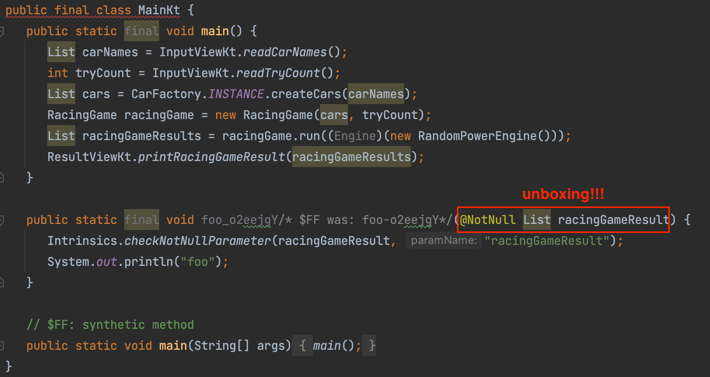 public final class MainKt {
public static final void main() {
List carNames = InputViewKt.readCarNames();
int tryCount = InputViewKt.readTryCount();
List cars = CarFactory.INSTANCE.createCars(carNames);
RacingGame racingGame = new RacingGame(cars, tryCount);
List racingGameResults = racingGame.run((Engine)(new RandomPowerEngine()));
ResultViewKt.printRacingGameResult(racingGameResults);
}
unboxing!!!
public static final void foo_o2eejgY/* $FF was: foo-o2eejgY*/(@NotNull List racingGameResult) {
Intrinsics.checkNotNullParameter(racingGameResult, paramName: "racingGameResult");
System.out.println("foo");
}
// $FF: synthetic method
public static void main(String[] args) { main(); }
}